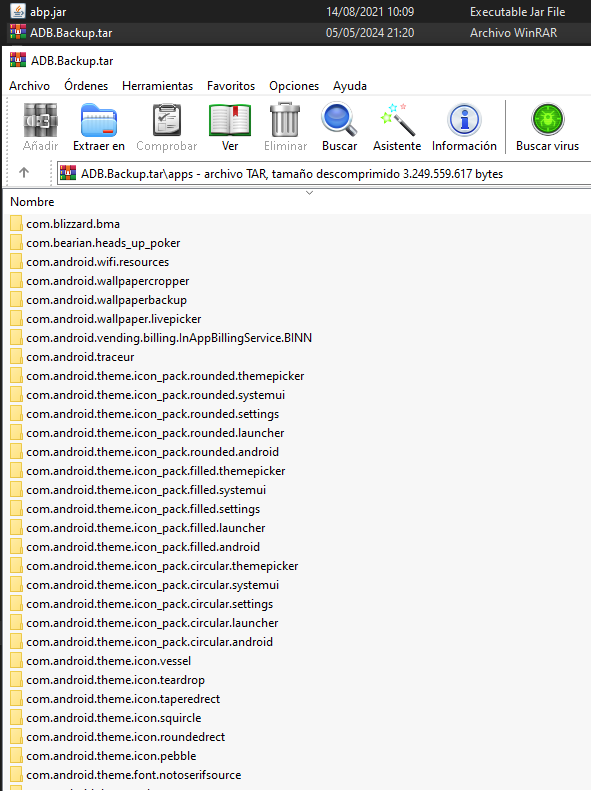 abp.jar 14/08/2021 10:09 Executable Jar File
ADB.Backup.tar 05/05/2024 21:20 Archivo WinRAR
ADB.Backup.tar
Archivo Órdenes Herramientas Favoritos Opciones Ayuda
Añadir Extraer en Comprobar Ver Eliminar Buscar Asistente Información Buscar virus
ADB.Backup.tar\apps - archivo TAR, tamaño descomprimido 3.249.559.617 bytes
Nombre
com.blizzard.bma
com.bearian.heads_up_poker
com.android.wifi.resources
com.android.wallpapercropper
com.android.wallpaperbackup
com.android.wallpaper.livepicker
com.android.vending.billing.InAppBillingService.BINN
com.android.traceur
com.android.theme.icon_pack.rounded.themepicker
com.android.theme.icon_pack.rounded.systemui
com.android.theme.icon_pack.rounded.settings
com.android.theme.icon_pack.rounded.launcher
com.android.theme.icon_pack.rounded.android
com.android.theme.icon_pack.filled.themepicker
com.android.theme.icon_pack.filled.systemui
com.android.theme.icon_pack.filled.settings
com.android.theme.icon_pack.filled.launcher
com.android.theme.icon_pack.filled.android
com.android.theme.icon_pack.circular.themepicker
com.android.theme.icon_pack.circular.systemui
com.android.theme.icon_pack.circular.settings
com.android.theme.icon_pack.circular.launcher
com.android.theme.icon_pack.circular.android
com.android.theme.icon.vessel
com.android.theme.icon.teardrop
com.android.theme.icon.taperedrect
com.android.theme.icon.squircle
com.android.theme.icon.roundedrect
com.android.theme.icon.pebble
com.android.theme.font.notoserifsource